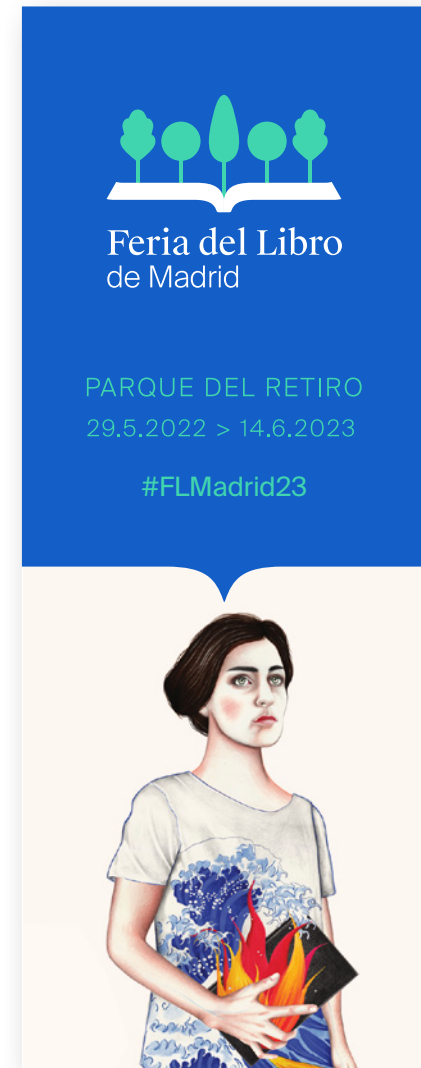 Feria del Libro
de Madrid
PARQUE DEL RETIRO
29.5.2022 > 14.6.2023
#FLMadrid23